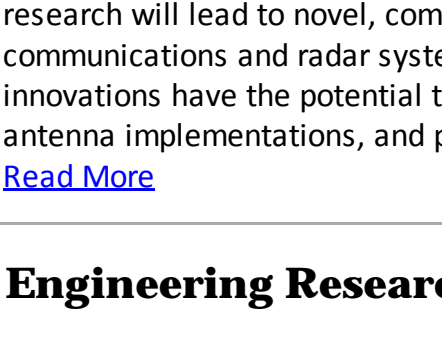 research will lead to novel, com
communications and radar syste
innovations have the potential t
antenna implementations, and p
Read More
Engineering Researc